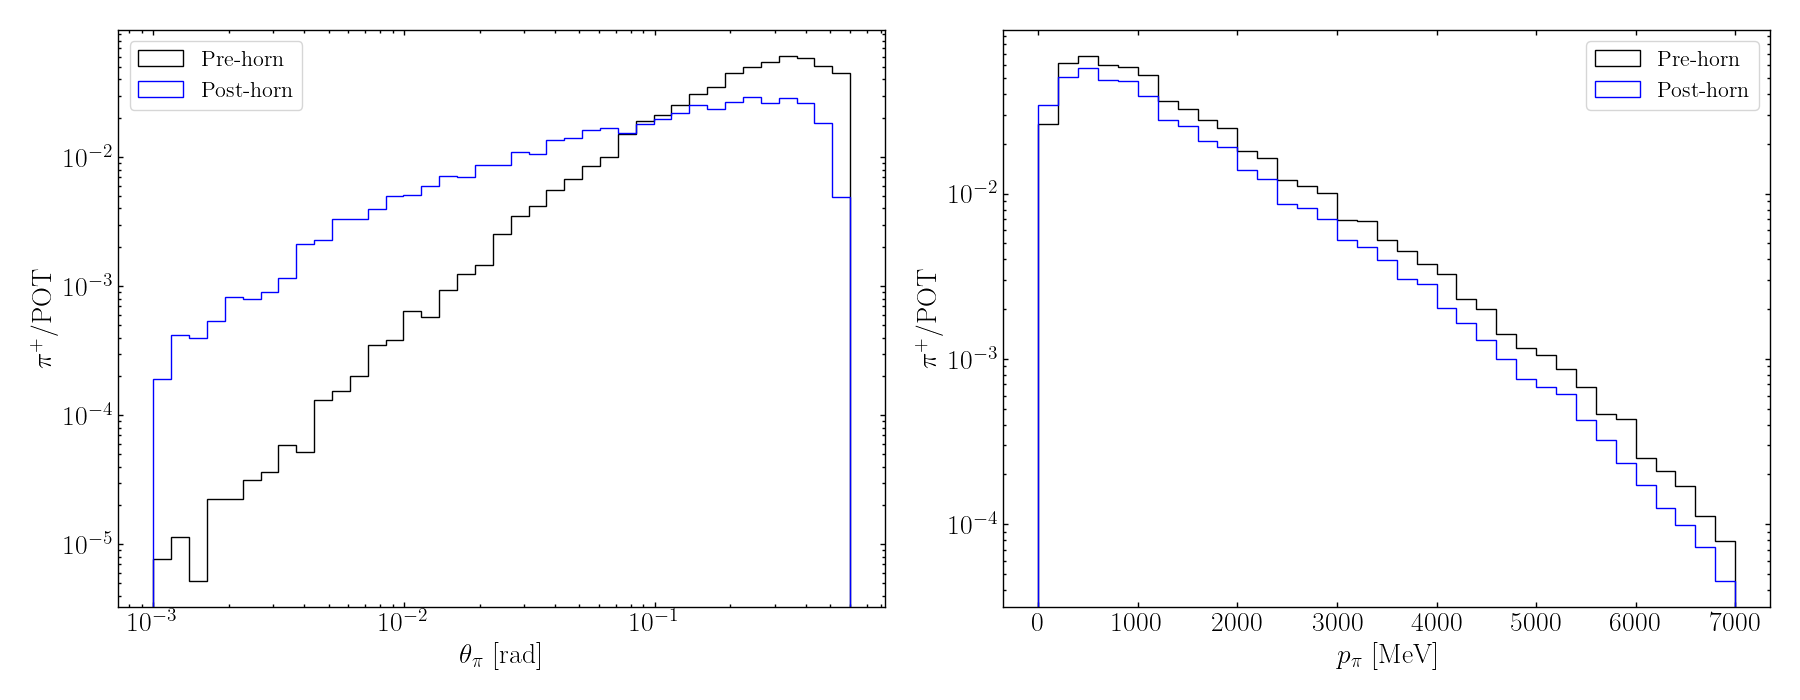 Pre-horn
Post-horn
π⁺/POT
10⁻²
10⁻³
10⁻⁴
10⁻⁵
10⁻³ 10⁻² 10⁻¹
θπ [rad]
Pre-horn
Post-horn
π⁺/POT
10⁻²
10⁻³
10⁻⁴
0 1000 2000 3000 4000 5000 6000 7000
pπ [MeV]